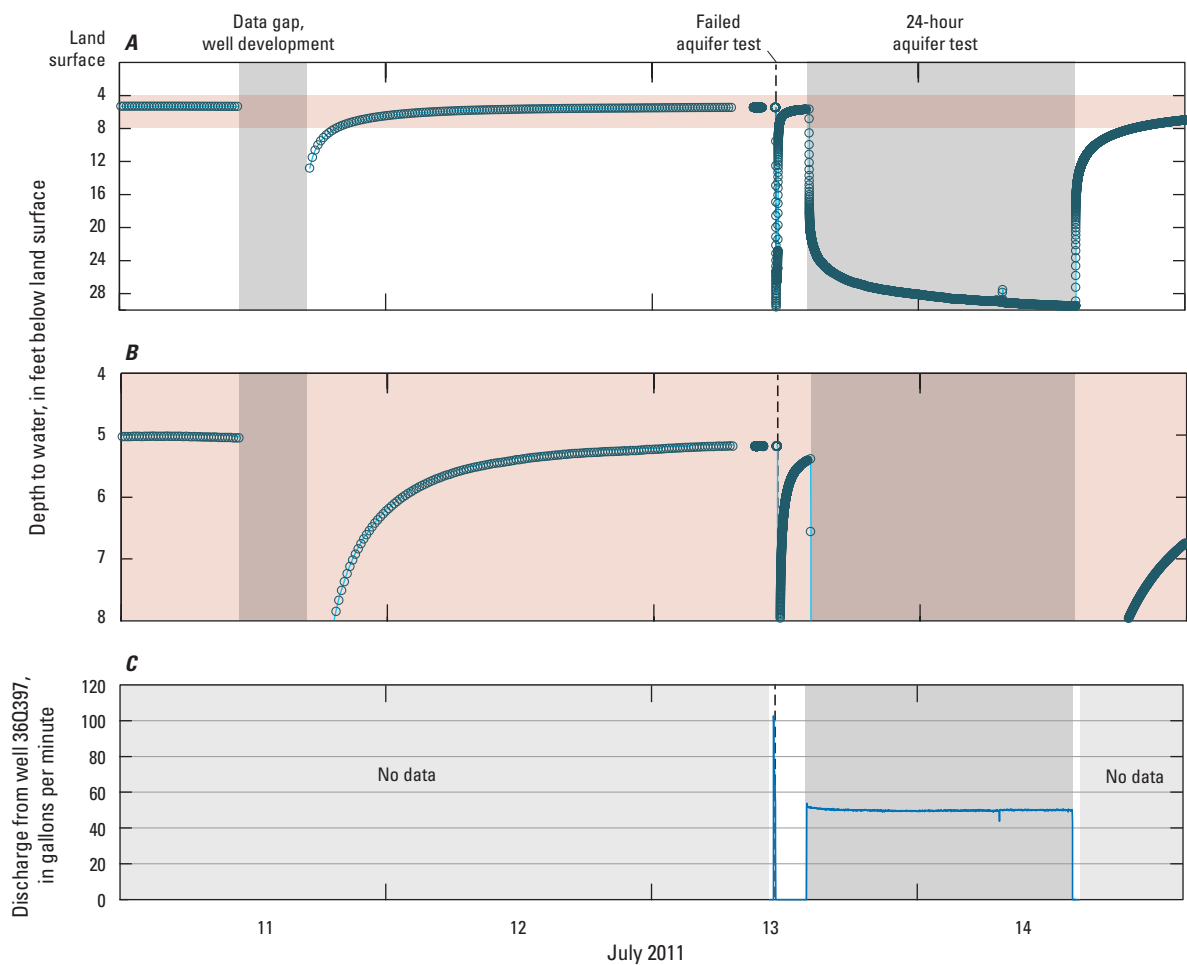 Data gap,
well development
Failed
aquifer test
24-hour
aquifer test
Land
surface
A
4
8
12
16
20
24
28
B
4
5
6
7
8
Depth to water, in feet below land surface
C
120
100
80
60
40
20
0
No data
No data
Discharge from well 36Q397,
in gallons per minute
11
12
13
14
July 2011